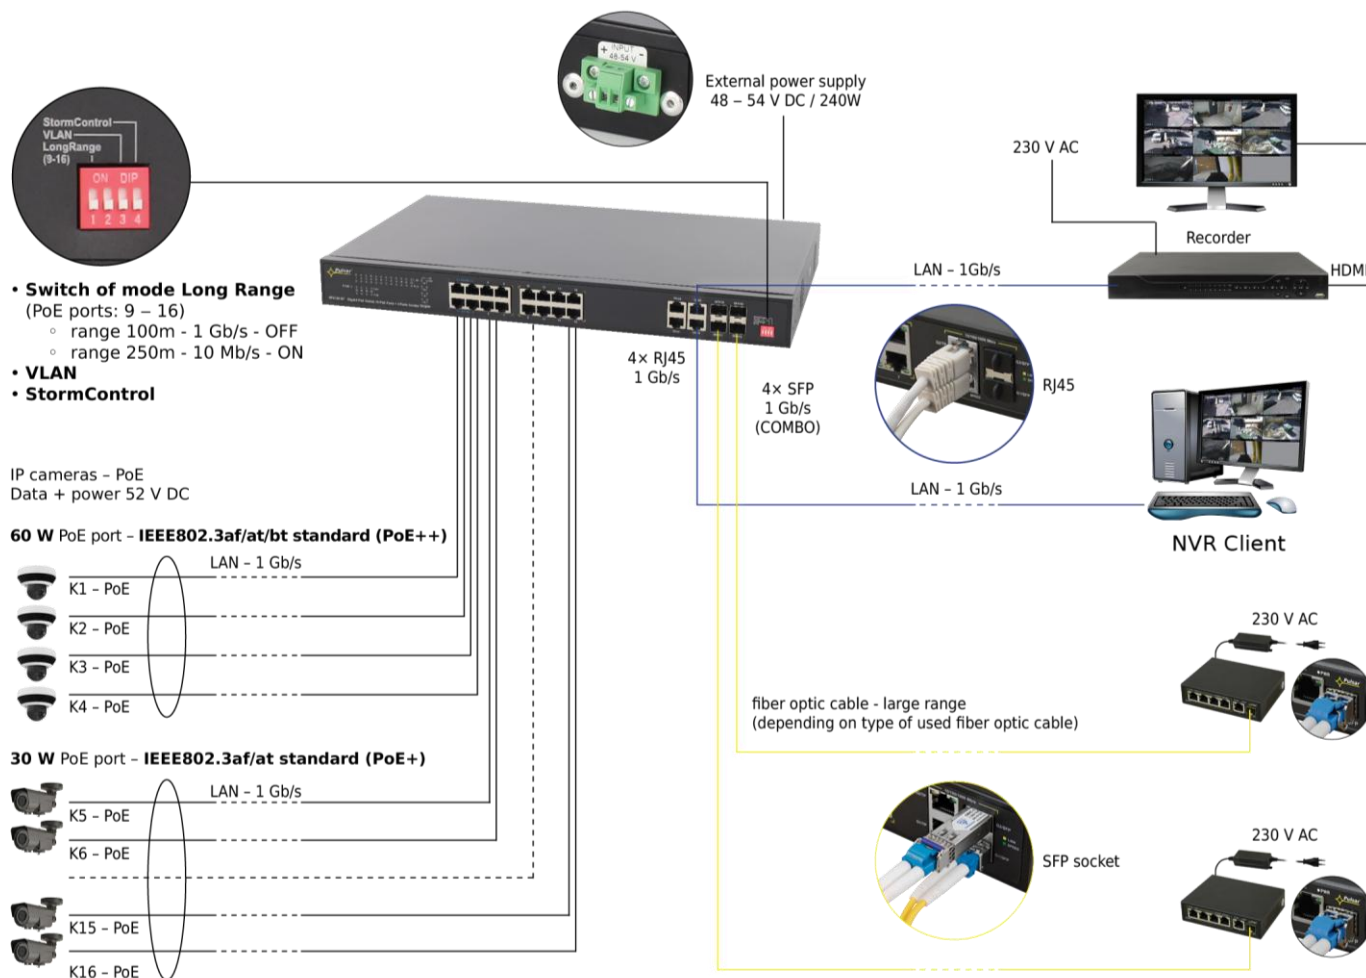 + INPUT -
48-54 V
External power supply
48 – 54 V DC / 240W
StormControl
VLAN
LongRange
(9-16)
ON DIP
1 2 3 4
230 V AC
Recorder
HDMI
LAN – 1Gb/s
• Switch of mode Long Range
(PoE ports: 9 – 16)
◦ range 100m - 1 Gb/s - OFF
◦ range 250m - 10 Mb/s - ON
• VLAN
• StormControl
Pulsar
4× RJ45
1 Gb/s
4× SFP
1 Gb/s
(COMBO)
RJ45
LAN – 1 Gb/s
NVR Client
IP cameras – PoE
Data + power 52 V DC
60 W PoE port – IEEE802.3af/at/bt standard (PoE++)
LAN – 1 Gb/s
K1 – PoE
K2 – PoE
K3 – PoE
K4 – PoE
230 V AC
Pulsar
fiber optic cable - large range
(depending on type of used fiber optic cable)
30 W PoE port – IEEE802.3af/at standard (PoE+)
LAN – 1 Gb/s
K5 – PoE
K6 – PoE
K15 – PoE
K16 – PoE
SFP socket
230 V AC
Pulsar